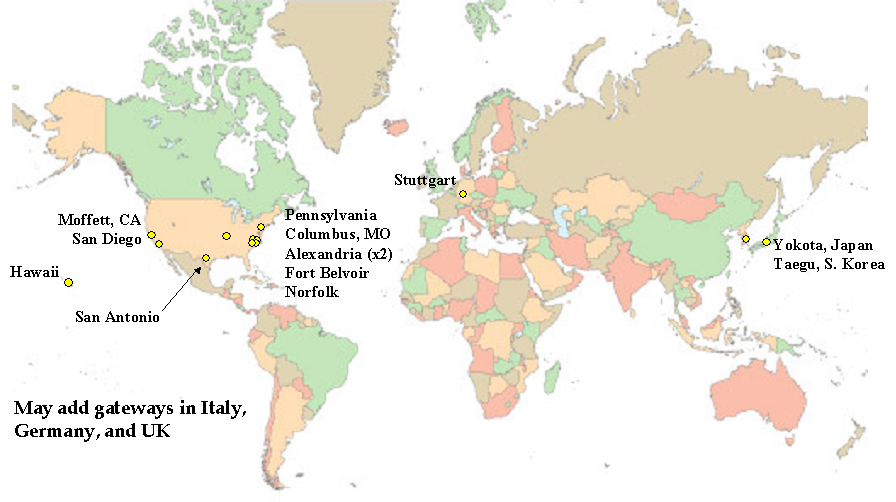 Stuttgart
Moffett, CA
San Diego
Pennsylvania
Columbus, MO
Alexandria (x2)
Fort Belvoir
Norfolk
Yokota, Japan
Taegu, S. Korea
Hawaii
San Antonio
May add gateways in Italy,
Germany, and UK